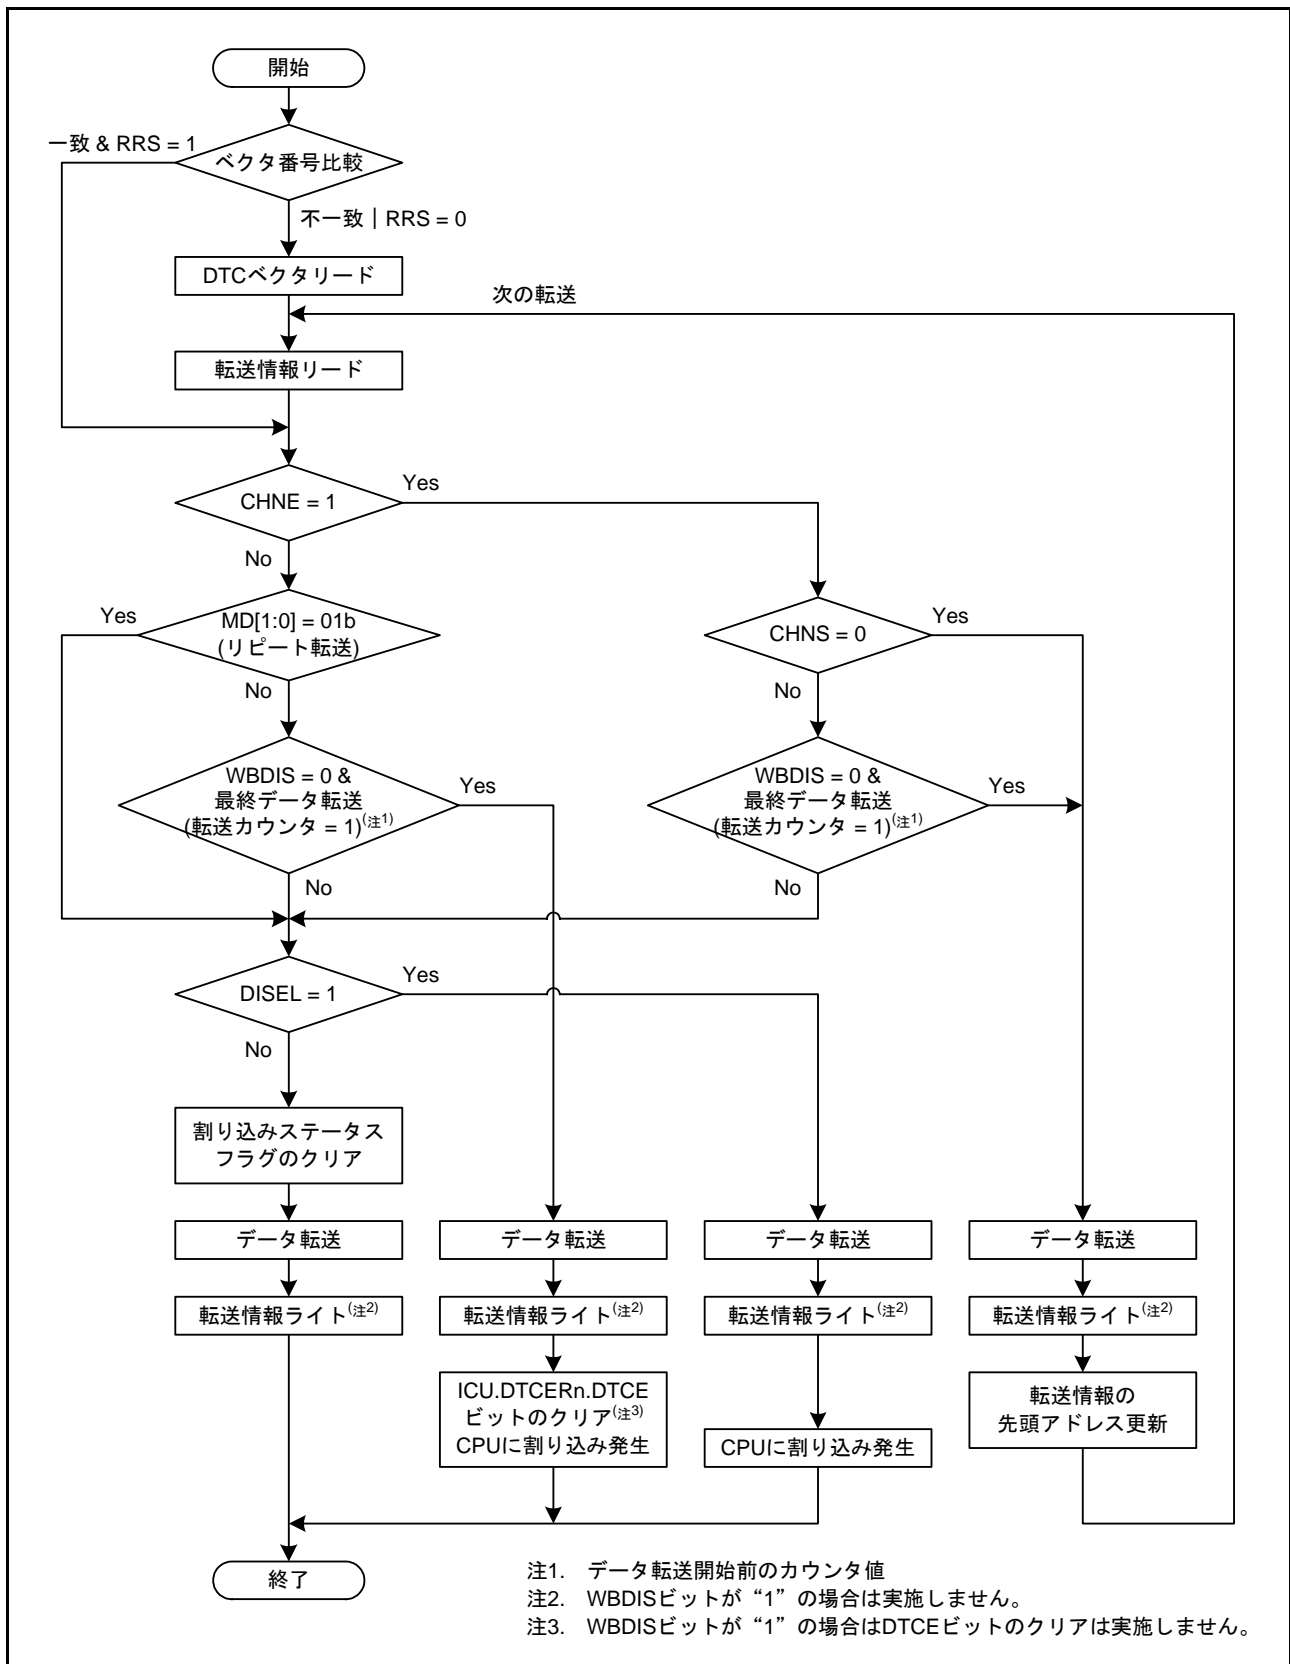 開始
一致 & RRS = 1
ベクタ番号比較
不一致 | RRS = 0
DTCベクタリード
次の転送
転送情報リード
CHNE = 1
Yes
No
Yes
MD[1:0] = 01b
(リピート転送)
No
CHNS = 0
Yes
No
WBDIS = 0 &
最終データ転送
(転送カウンタ = 1)(注1)
Yes
No
WBDIS = 0 &
最終データ転送
(転送カウンタ = 1)(注1)
Yes
No
DISEL = 1
Yes
No
割り込みステータス
フラグのクリア
データ転送
転送情報ライト(注2)
データ転送
転送情報ライト(注2)
ICU.DTCERn.DTCE
ビットのクリア(注3)
CPUに割り込み発生
データ転送
転送情報ライト(注2)
CPUに割り込み発生
データ転送
転送情報ライト(注2)
転送情報の
先頭アドレス更新
終了
注1. データ転送開始前のカウンタ値
注2. WBDISビットが“1”の場合は実施しません。
注3. WBDISビットが“1”の場合はDTCEビットのクリアは実施しません。